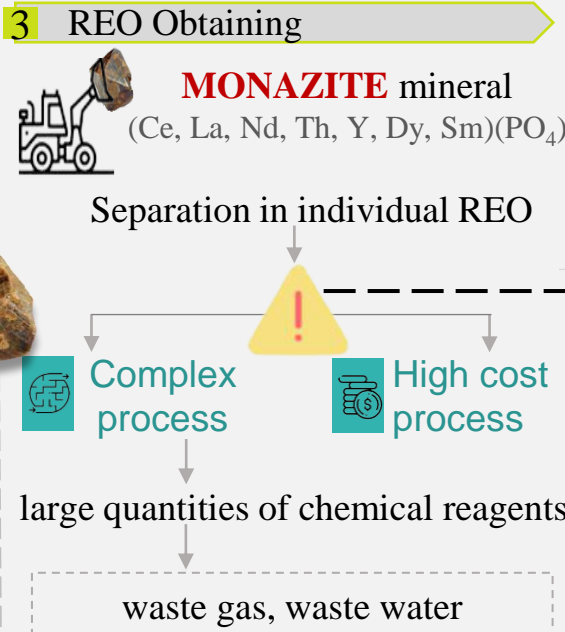 3 REO Obtaining
MONAZITE mineral
(Ce, La, Nd, Th, Y, Dy, Sm)(PO₄)
Separation in individual REO
!
Complex
process
High cost
process
large quantities of chemical reagents
waste gas, waste water